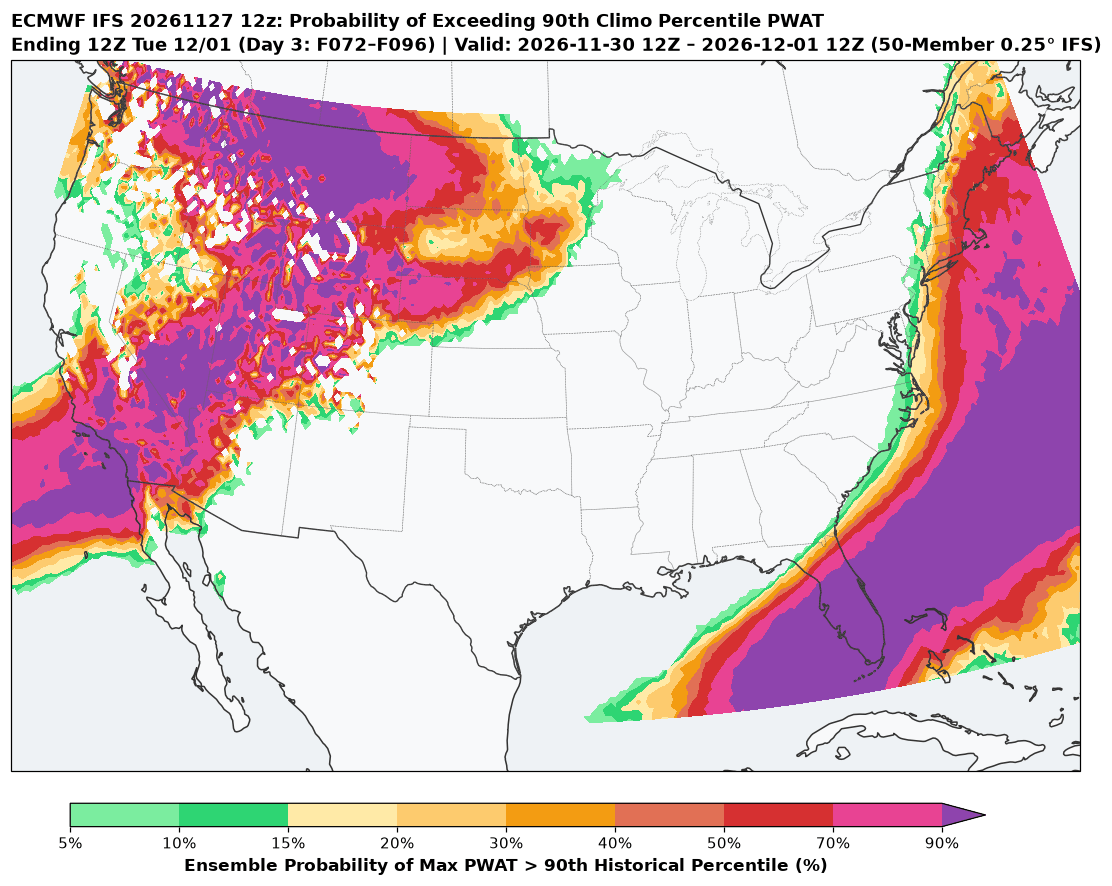 ECMWF IFS 20261127 12z: Probability of Exceeding 90th Climo Percentile PWAT
Ending 12Z Tue 12/01 (Day 3: F072–F096) | Valid: 2026-11-30 12Z – 2026-12-01 12Z (50-Member 0.25° IFS)
5% 10% 15% 20% 30% 40% 50% 70% 90%
Ensemble Probability of Max PWAT > 90th Historical Percentile (%)